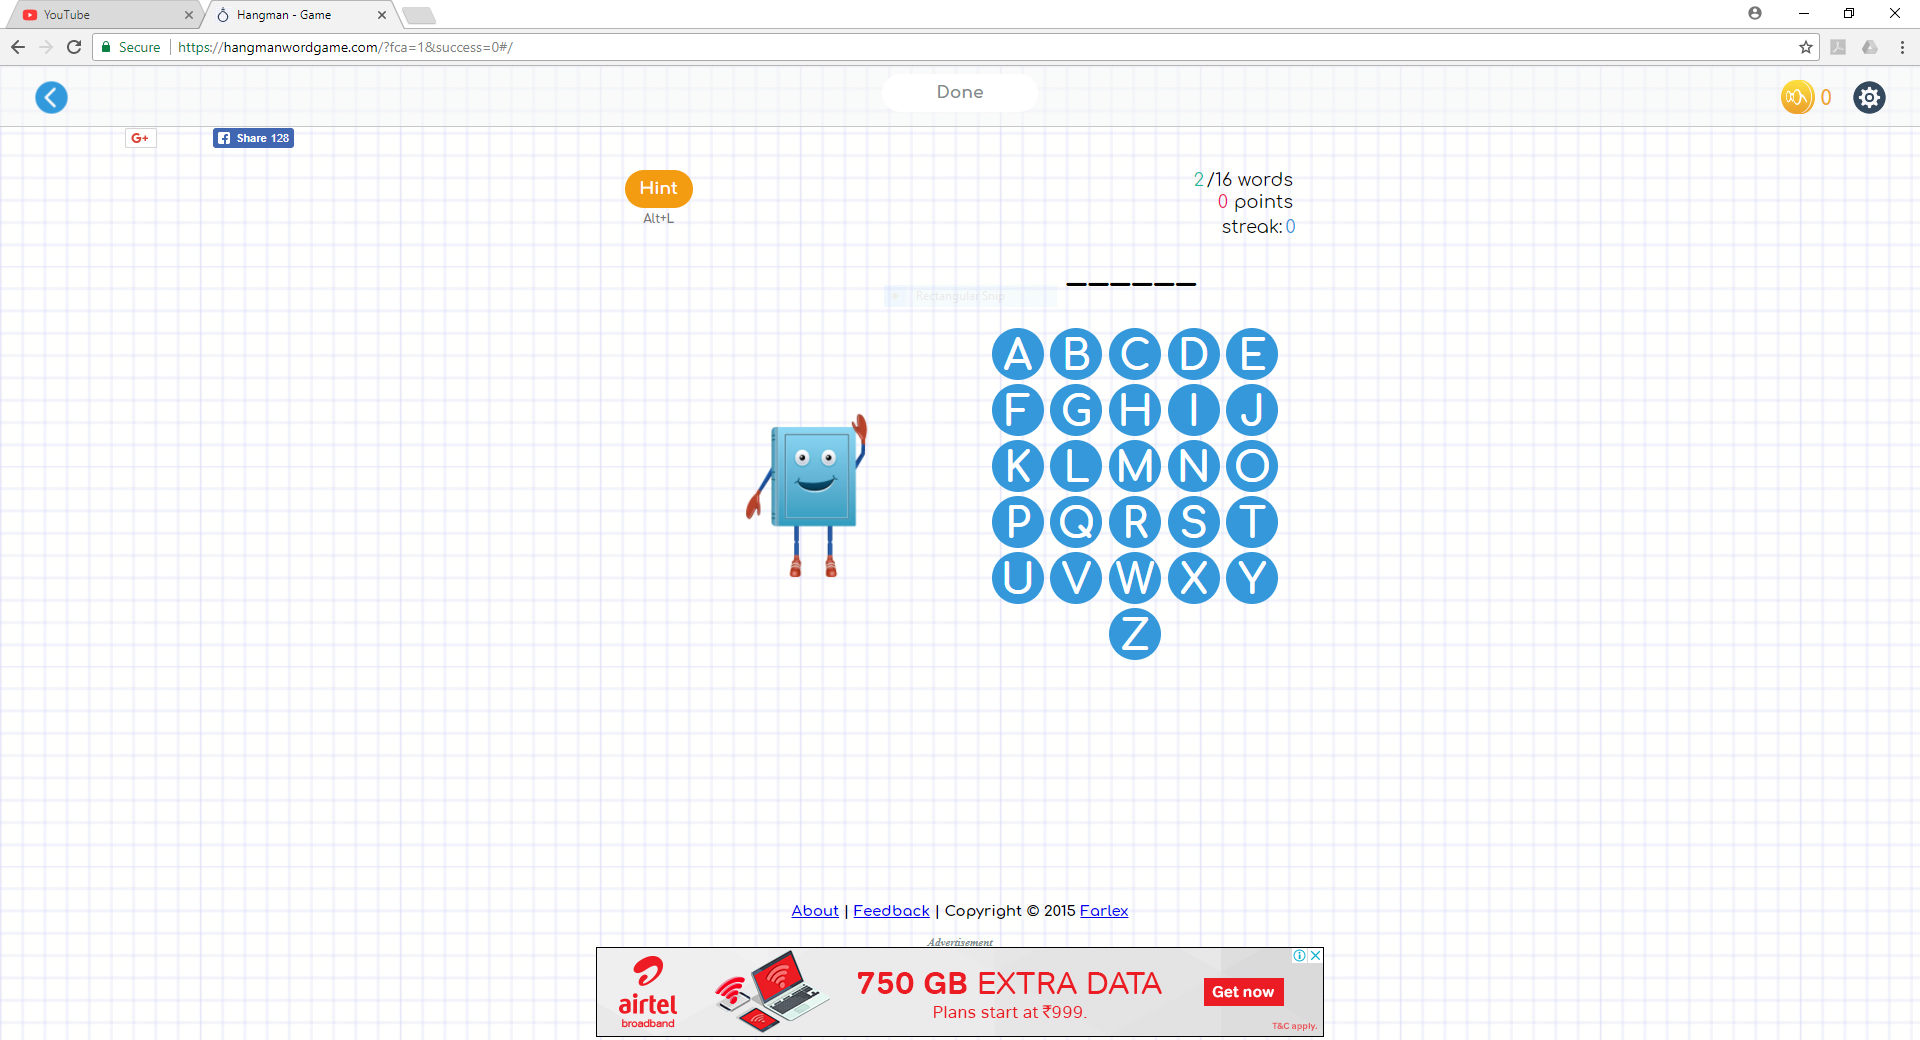 YouTube
Hangman - Game
Secure
https://hangmanwordgame.com/?fca=1&success=0#/
Done
0
G+
Share 128
Hint
Alt+L
2/16 words
0 points
streak: 0
______
Rectangular Snip
A B C D E
F G H I J
K L M N O
P Q R S T
U V W X Y
Z
About | Feedback | Copyright © 2015 Farlex
Advertisement
airtel
broadband
750 GB EXTRA DATA
Plans start at ₹999.
Get now
T&C apply.